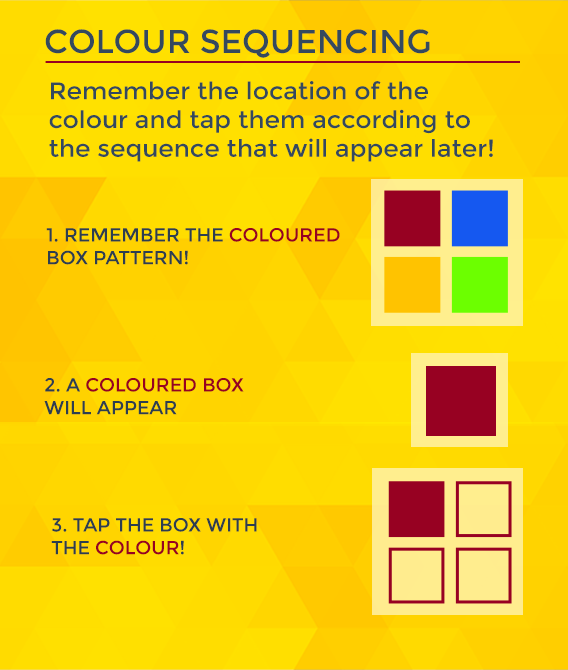 COLOUR SEQUENCING
Remember the location of the
colour and tap them according to
the sequence that will appear later!
1. REMEMBER THE COLOURED
BOX PATTERN!
2. A COLOURED BOX
WILL APPEAR
3. TAP THE BOX WITH
THE COLOUR!